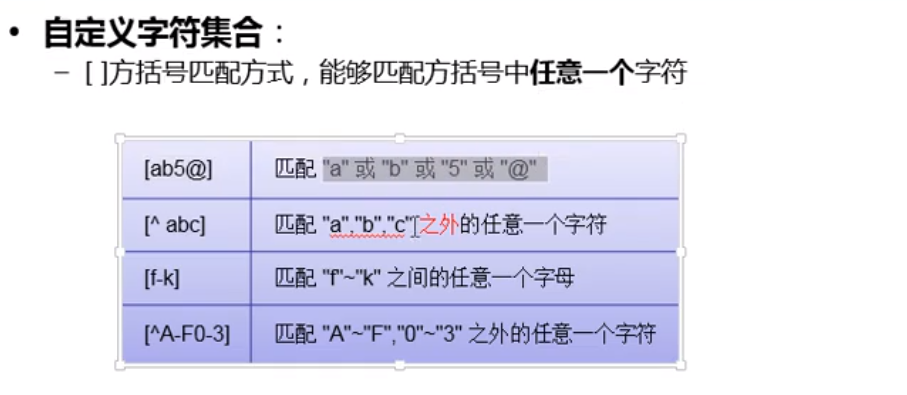 • 自定义字符集合：
– [ ]方括号匹配方式，能够匹配方括号中任意一个字符
[ab5@] 匹配 "a" 或 "b" 或 "5" 或 "@"
[^ abc] 匹配 "a","b","c"之外的任意一个字符
[f-k] 匹配 "f"~"k" 之间的任意一个字母
[^A-F0-3] 匹配 "A"~"F","0"~"3" 之外的任意一个字符